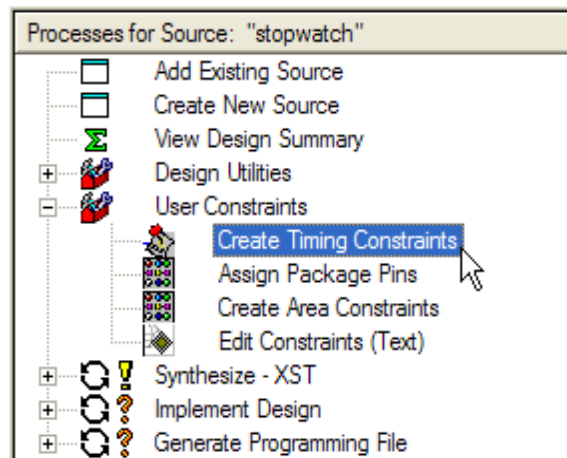 Processes for Source: "stopwatch"
Add Existing Source
Create New Source
View Design Summary
Design Utilities
User Constraints
Create Timing Constraints
Assign Package Pins
Create Area Constraints
Edit Constraints (Text)
Synthesize - XST
Implement Design
Generate Programming File